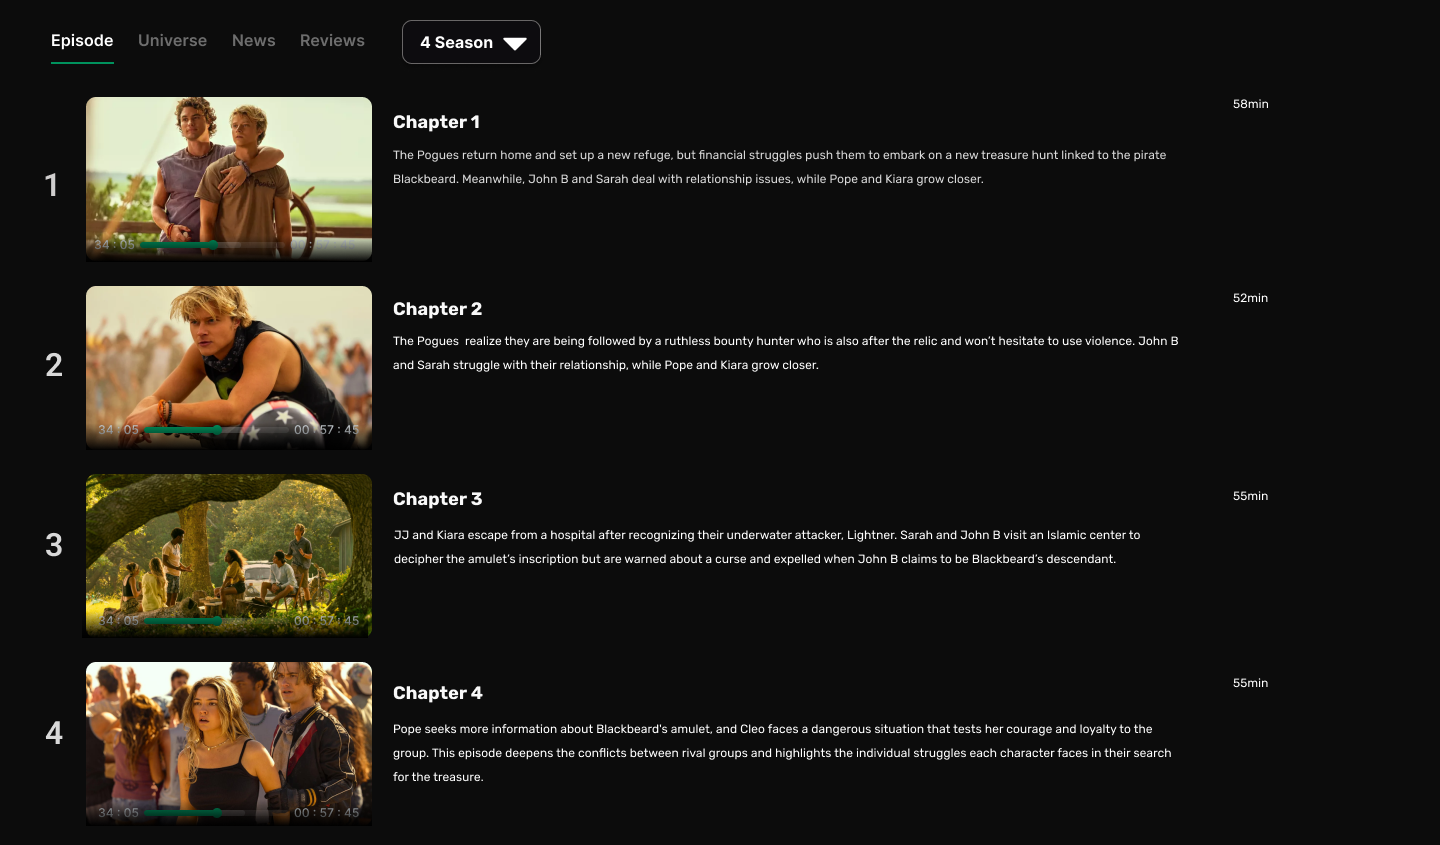 Episode Universe News Reviews 4 Season
1
34 : 05
Chapter 1
58min
The Pogues return home and set up a new refuge, but financial struggles push them to embark on a new treasure hunt linked to the pirate
Blackbeard. Meanwhile, John B and Sarah deal with relationship issues, while Pope and Kiara grow closer.
2
34 : 05 00 : 57 : 45
Chapter 2
52min
The Pogues realize they are being followed by a ruthless bounty hunter who is also after the relic and won't hesitate to use violence. John B
and Sarah struggle with their relationship, while Pope and Kiara grow closer.
3
34 : 05 00 : 57 : 45
Chapter 3
55min
JJ and Kiara escape from a hospital after recognizing their underwater attacker, Lightner. Sarah and John B visit an Islamic center to
decipher the amulet's inscription but are warned about a curse and expelled when John B claims to be Blackbeard's descendant.
4
34 : 05 00 : 57 : 45
Chapter 4
55min
Pope seeks more information about Blackbeard's amulet, and Cleo faces a dangerous situation that tests her courage and loyalty to the
group. This episode deepens the conflicts between rival groups and highlights the individual struggles each character faces in their search
for the treasure.